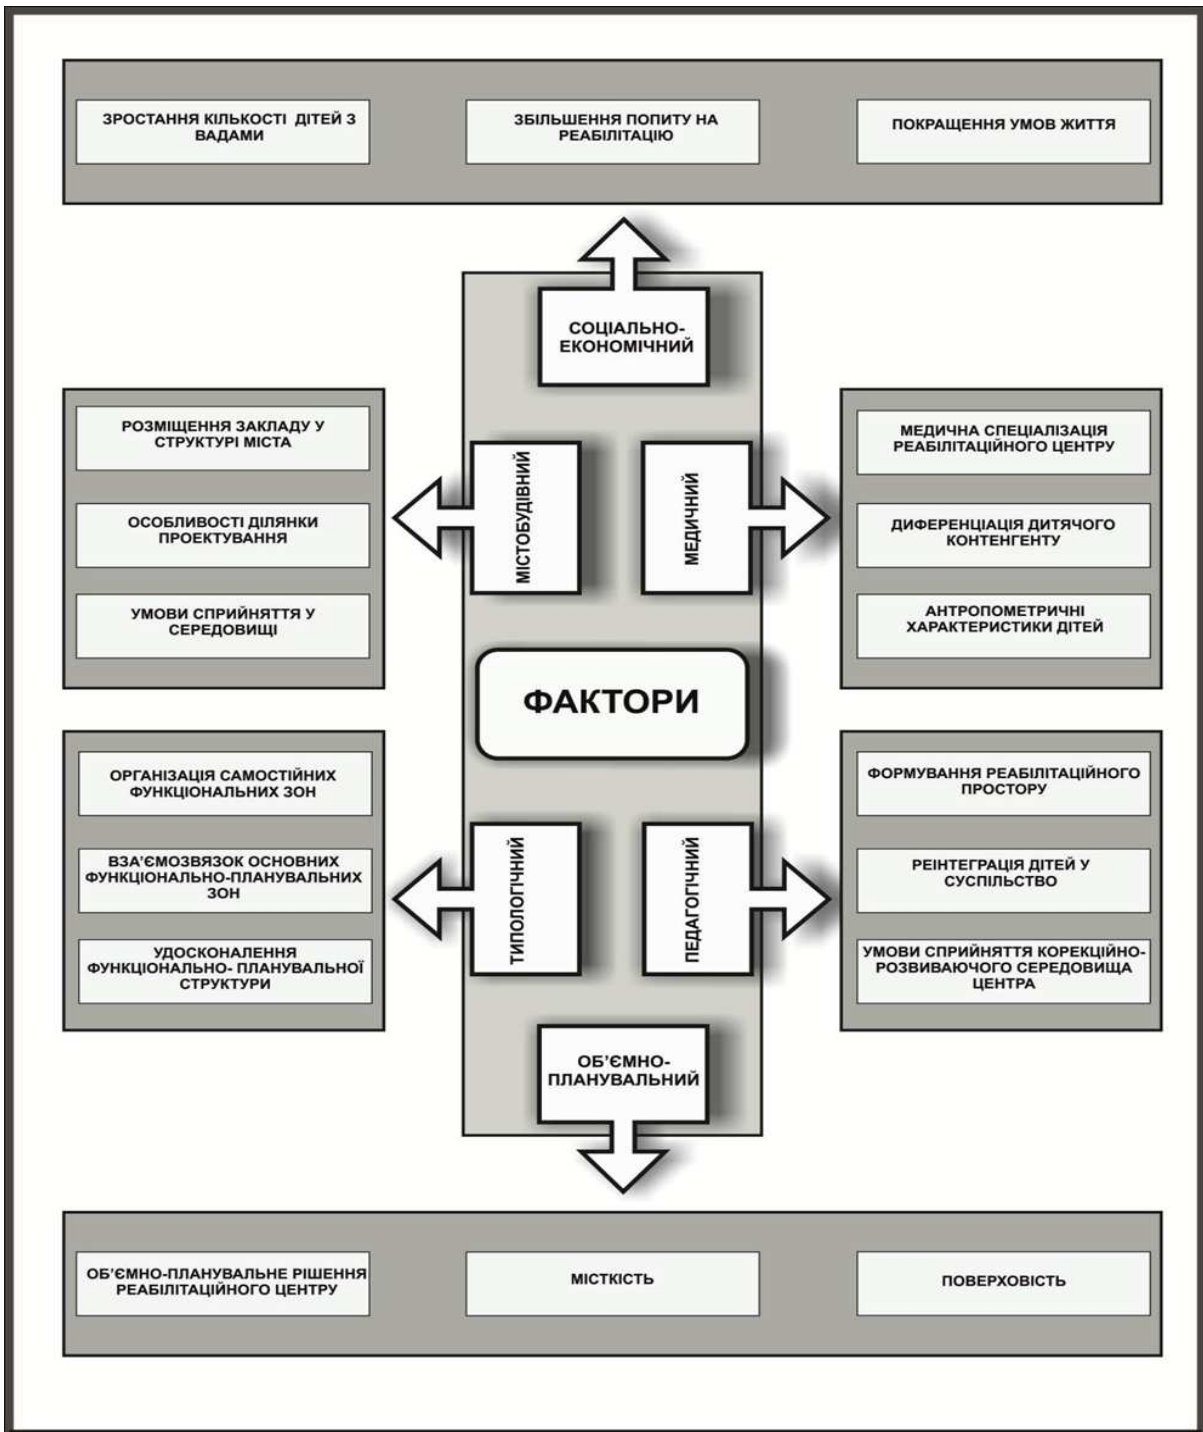 ЗРОСТАННЯ КІЛЬКОСТІ ДІТЕЙ З
ВАДАМИ
ЗБІЛЬШЕННЯ ПОПИТУ НА
РЕАБІЛІТАЦІЮ
ПОКРАЩЕННЯ УМОВ ЖИТТЯ
СОЦІАЛЬНО-
ЕКОНОМІЧНИЙ
РОЗМІЩЕННЯ ЗАКЛАДУ У
СТРУКТУРІ МІСТА
ОСОБЛИВОСТІ ДІЛЯНКИ
ПРОЕКТУВАННЯ
УМОВИ СПРИЙНЯТТЯ У
СЕРЕДОВИЩІ
МІСТОБУДІВНИЙ
МЕДИЧНИЙ
МЕДИЧНА СПЕЦІАЛІЗАЦІЯ
РЕАБІЛІТАЦІЙНОГО ЦЕНТРУ
ДИФЕРЕНЦІАЦІЯ ДИТЯЧОГО
КОНТЕНГЕНТУ
АНТРОПОМЕТРИЧНІ
ХАРАКТЕРИСТИКИ ДІТЕЙ
ФАКТОРИ
ОРГАНІЗАЦІЯ САМОСТІЙНИХ
ФУНКЦІОНАЛЬНИХ ЗОН
ВЗА’ЄМОЗВЯЗОК ОСНОВНИХ
ФУНКЦІОНАЛЬНО-ПЛАНУВАЛЬНИХ
ЗОН
УДОСКОНАЛЕННЯ
ФУНКЦІОНАЛЬНО- ПЛАНУВАЛЬНОЇ
СТРУКТУРИ
ТИПОЛОГІЧНИЙ
ПЕДАГОГІЧНИЙ
ФОРМУВАННЯ РЕАБІЛІТАЦІЙНОГО
ПРОСТОРУ
РЕІНТЕГРАЦІЯ ДІТЕЙ У
СУСПІЛЬСТВО
УМОВИ СПРИЙНЯТТЯ КОРЕКЦІЙНО-
РОЗВИВАЮЧОГО СЕРЕДОВИЩА
ЦЕНТРА
ОБ’ЄМНО-
ПЛАНУВАЛЬНИЙ
ОБ’ЄМНО-ПЛАНУВАЛЬНЕ РІШЕННЯ
РЕАБІЛІТАЦІЙНОГО ЦЕНТРУ
МІСТКІСТЬ
ПОВЕРХОВІСТЬ